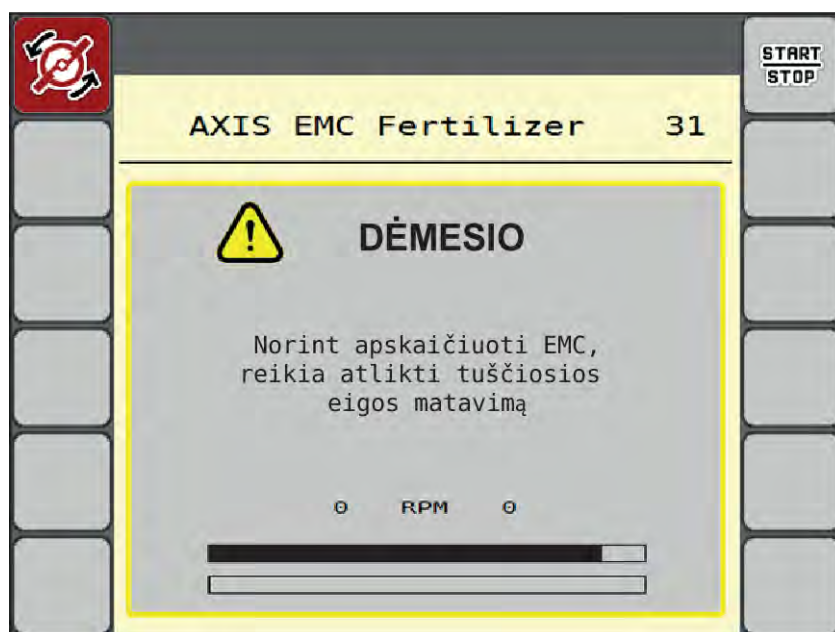 START
STOP
AXIS EMC Fertilizer 31
DĖMESIO
Norint apskaičiuoti EMC,
reikia atlikti tuščiosios
eigos matavimą
0 RPM 0